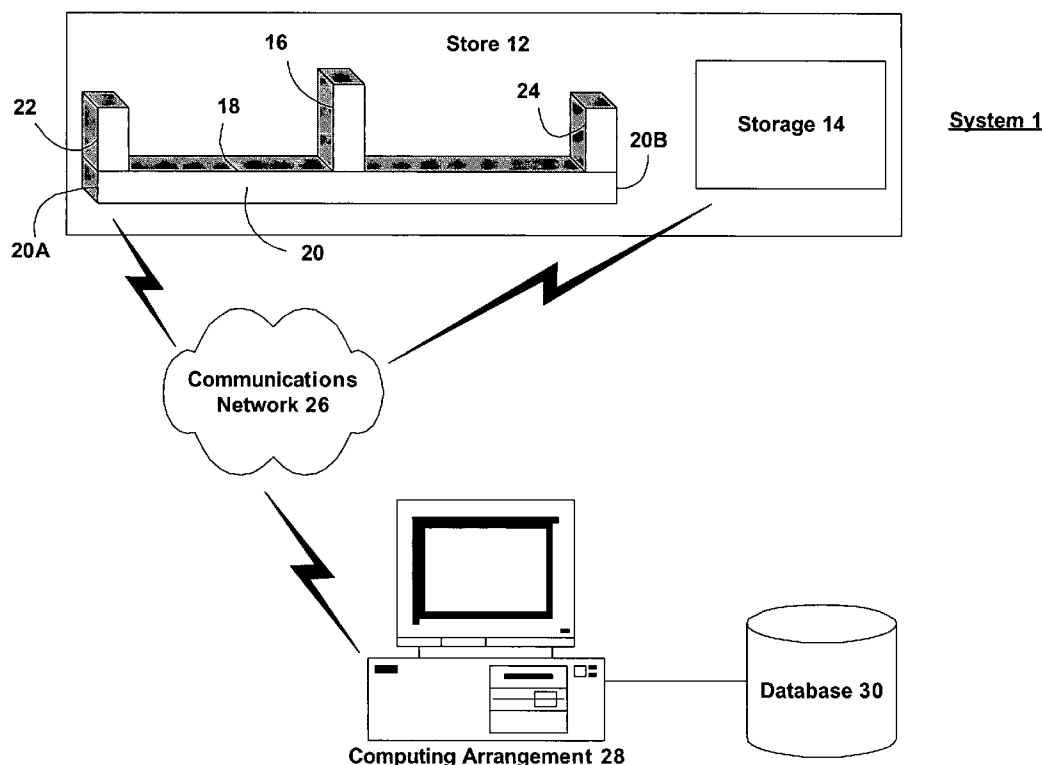 Store 12
16
22
18
24
Storage 14
System 1
20B
20A
20
Communications
Network 26
Database 30
Computing Arrangement 28